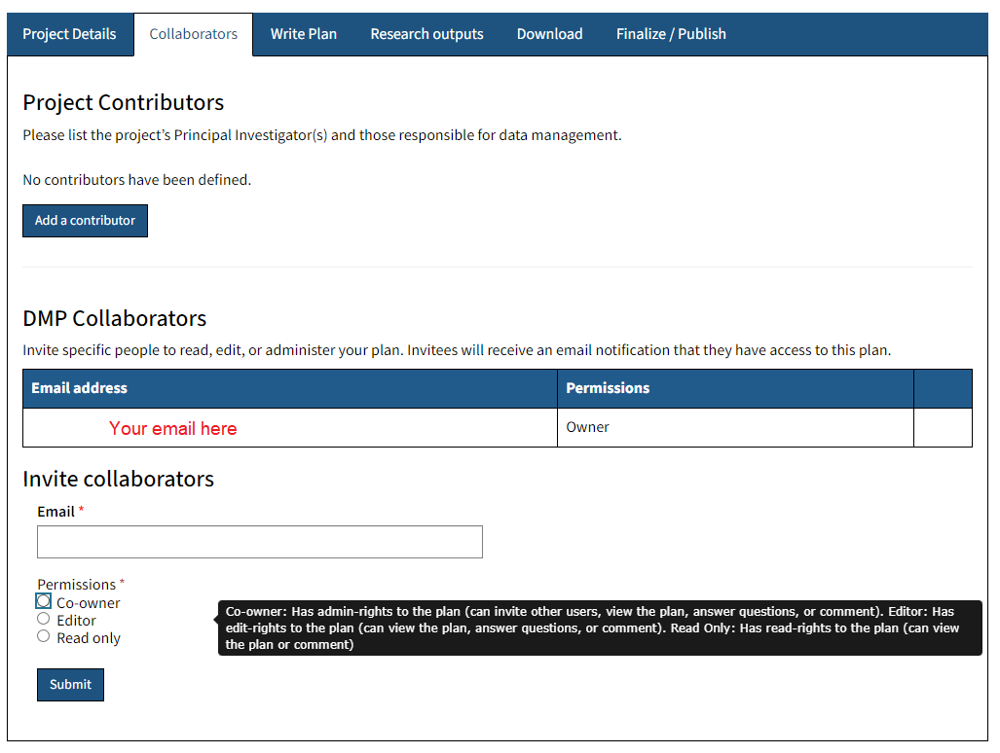 Project Details Collaborators Write Plan Research outputs Download Finalize / Publish
Project Contributors
Please list the project’s Principal Investigator(s) and those responsible for data management.
No contributors have been defined.
Add a contributor
DMP Collaborators
Invite specific people to read, edit, or administer your plan. Invitees will receive an email notification that they have access to this plan.
Email address Permissions
Your email here Owner
Invite collaborators
Email *
Permissions *
Co-owner
Editor
Read only
Co-owner: Has admin-rights to the plan (can invite other users, view the plan, answer questions, or comment). Editor: Has
edit-rights to the plan (can view the plan, answer questions, or comment). Read Only: Has read-rights to the plan (can view
the plan or comment)
Submit